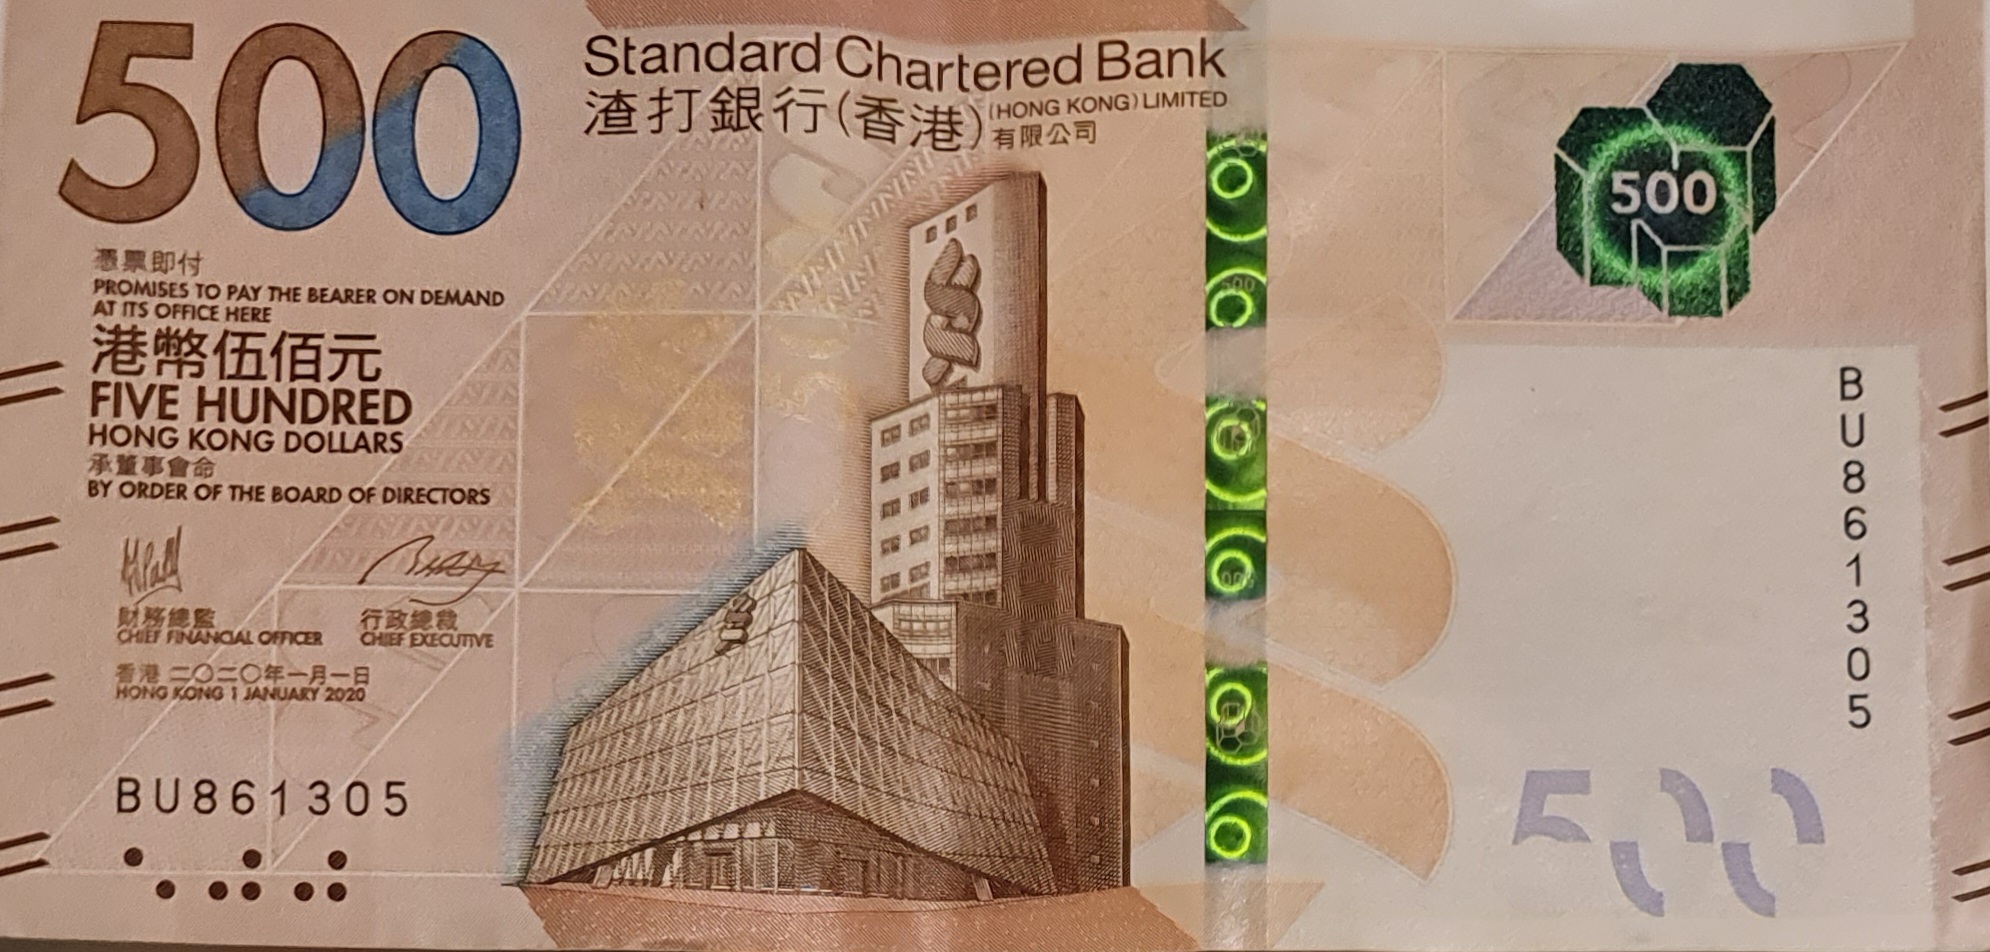 500
Standard Chartered Bank
渣打銀行(香港) (HONG KONG) LIMITED
有限公司
500
憑票即付
PROMISES TO PAY THE BEARER ON DEMAND
AT ITS OFFICE HERE
港幣伍佰元
FIVE HUNDRED
HONG KONG DOLLARS
承董事會命
BY ORDER OF THE BOARD OF DIRECTORS
財務總監 行政總裁
CHIEF FINANCIAL OFFICER CHIEF EXECUTIVE
香港 二〇二〇年一月一日
HONG KONG 1 JANUARY 2020
BU861305
BU861305
500